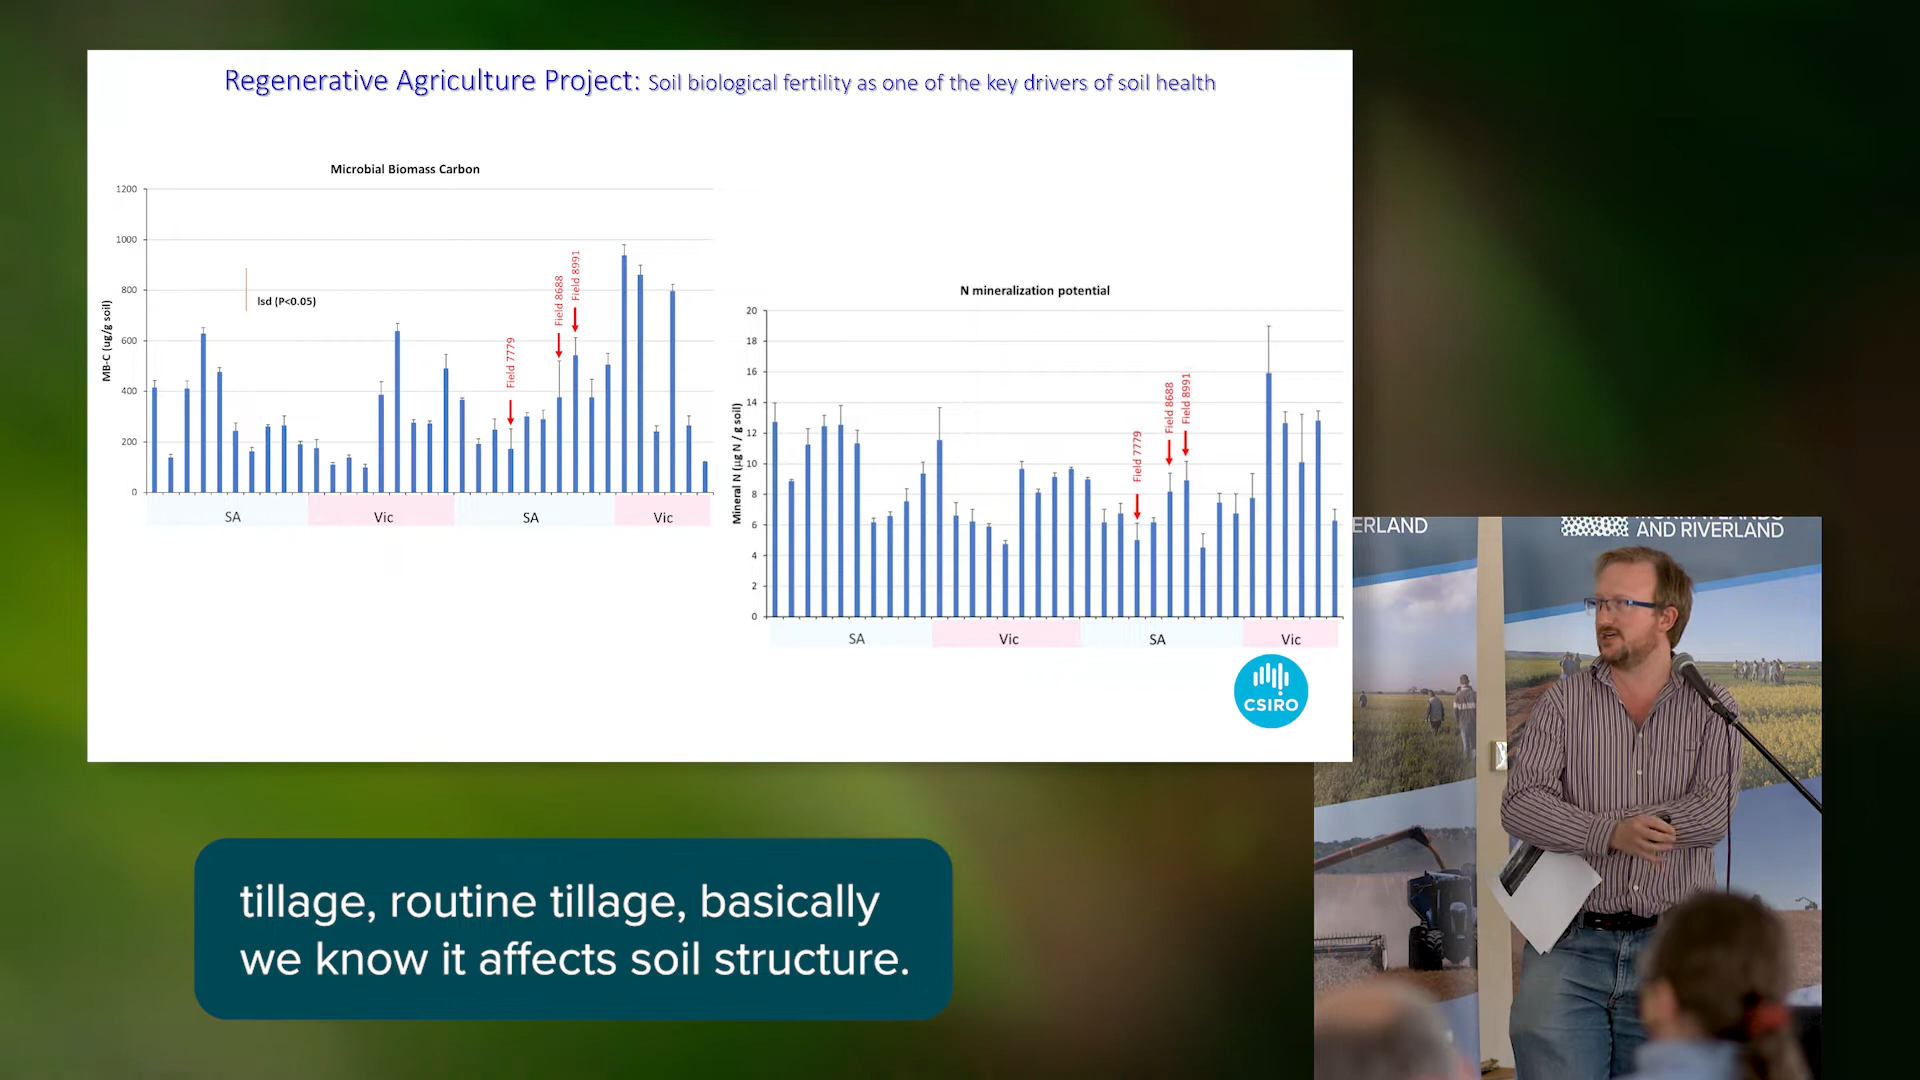 Regenerative Agriculture Project: Soil biological fertility as one of the key drivers of soil health
Microbial Biomass Carbon
MB-C (ug/g soil)
1200
1000
800
600
400
200
0
lsd (P<0.05)
Field 7779
Field 8688
Field 8991
SA
Vic
SA
Vic
N mineralization potential
Mineral N (µg N / g soil)
20
18
16
14
12
10
8
6
4
2
0
Field 7779
Field 8688
Field 8991
SA
Vic
SA
Vic
CSIRO
ERLAND
AND RIVERLAND
tillage, routine tillage, basically
we know it affects soil structure.